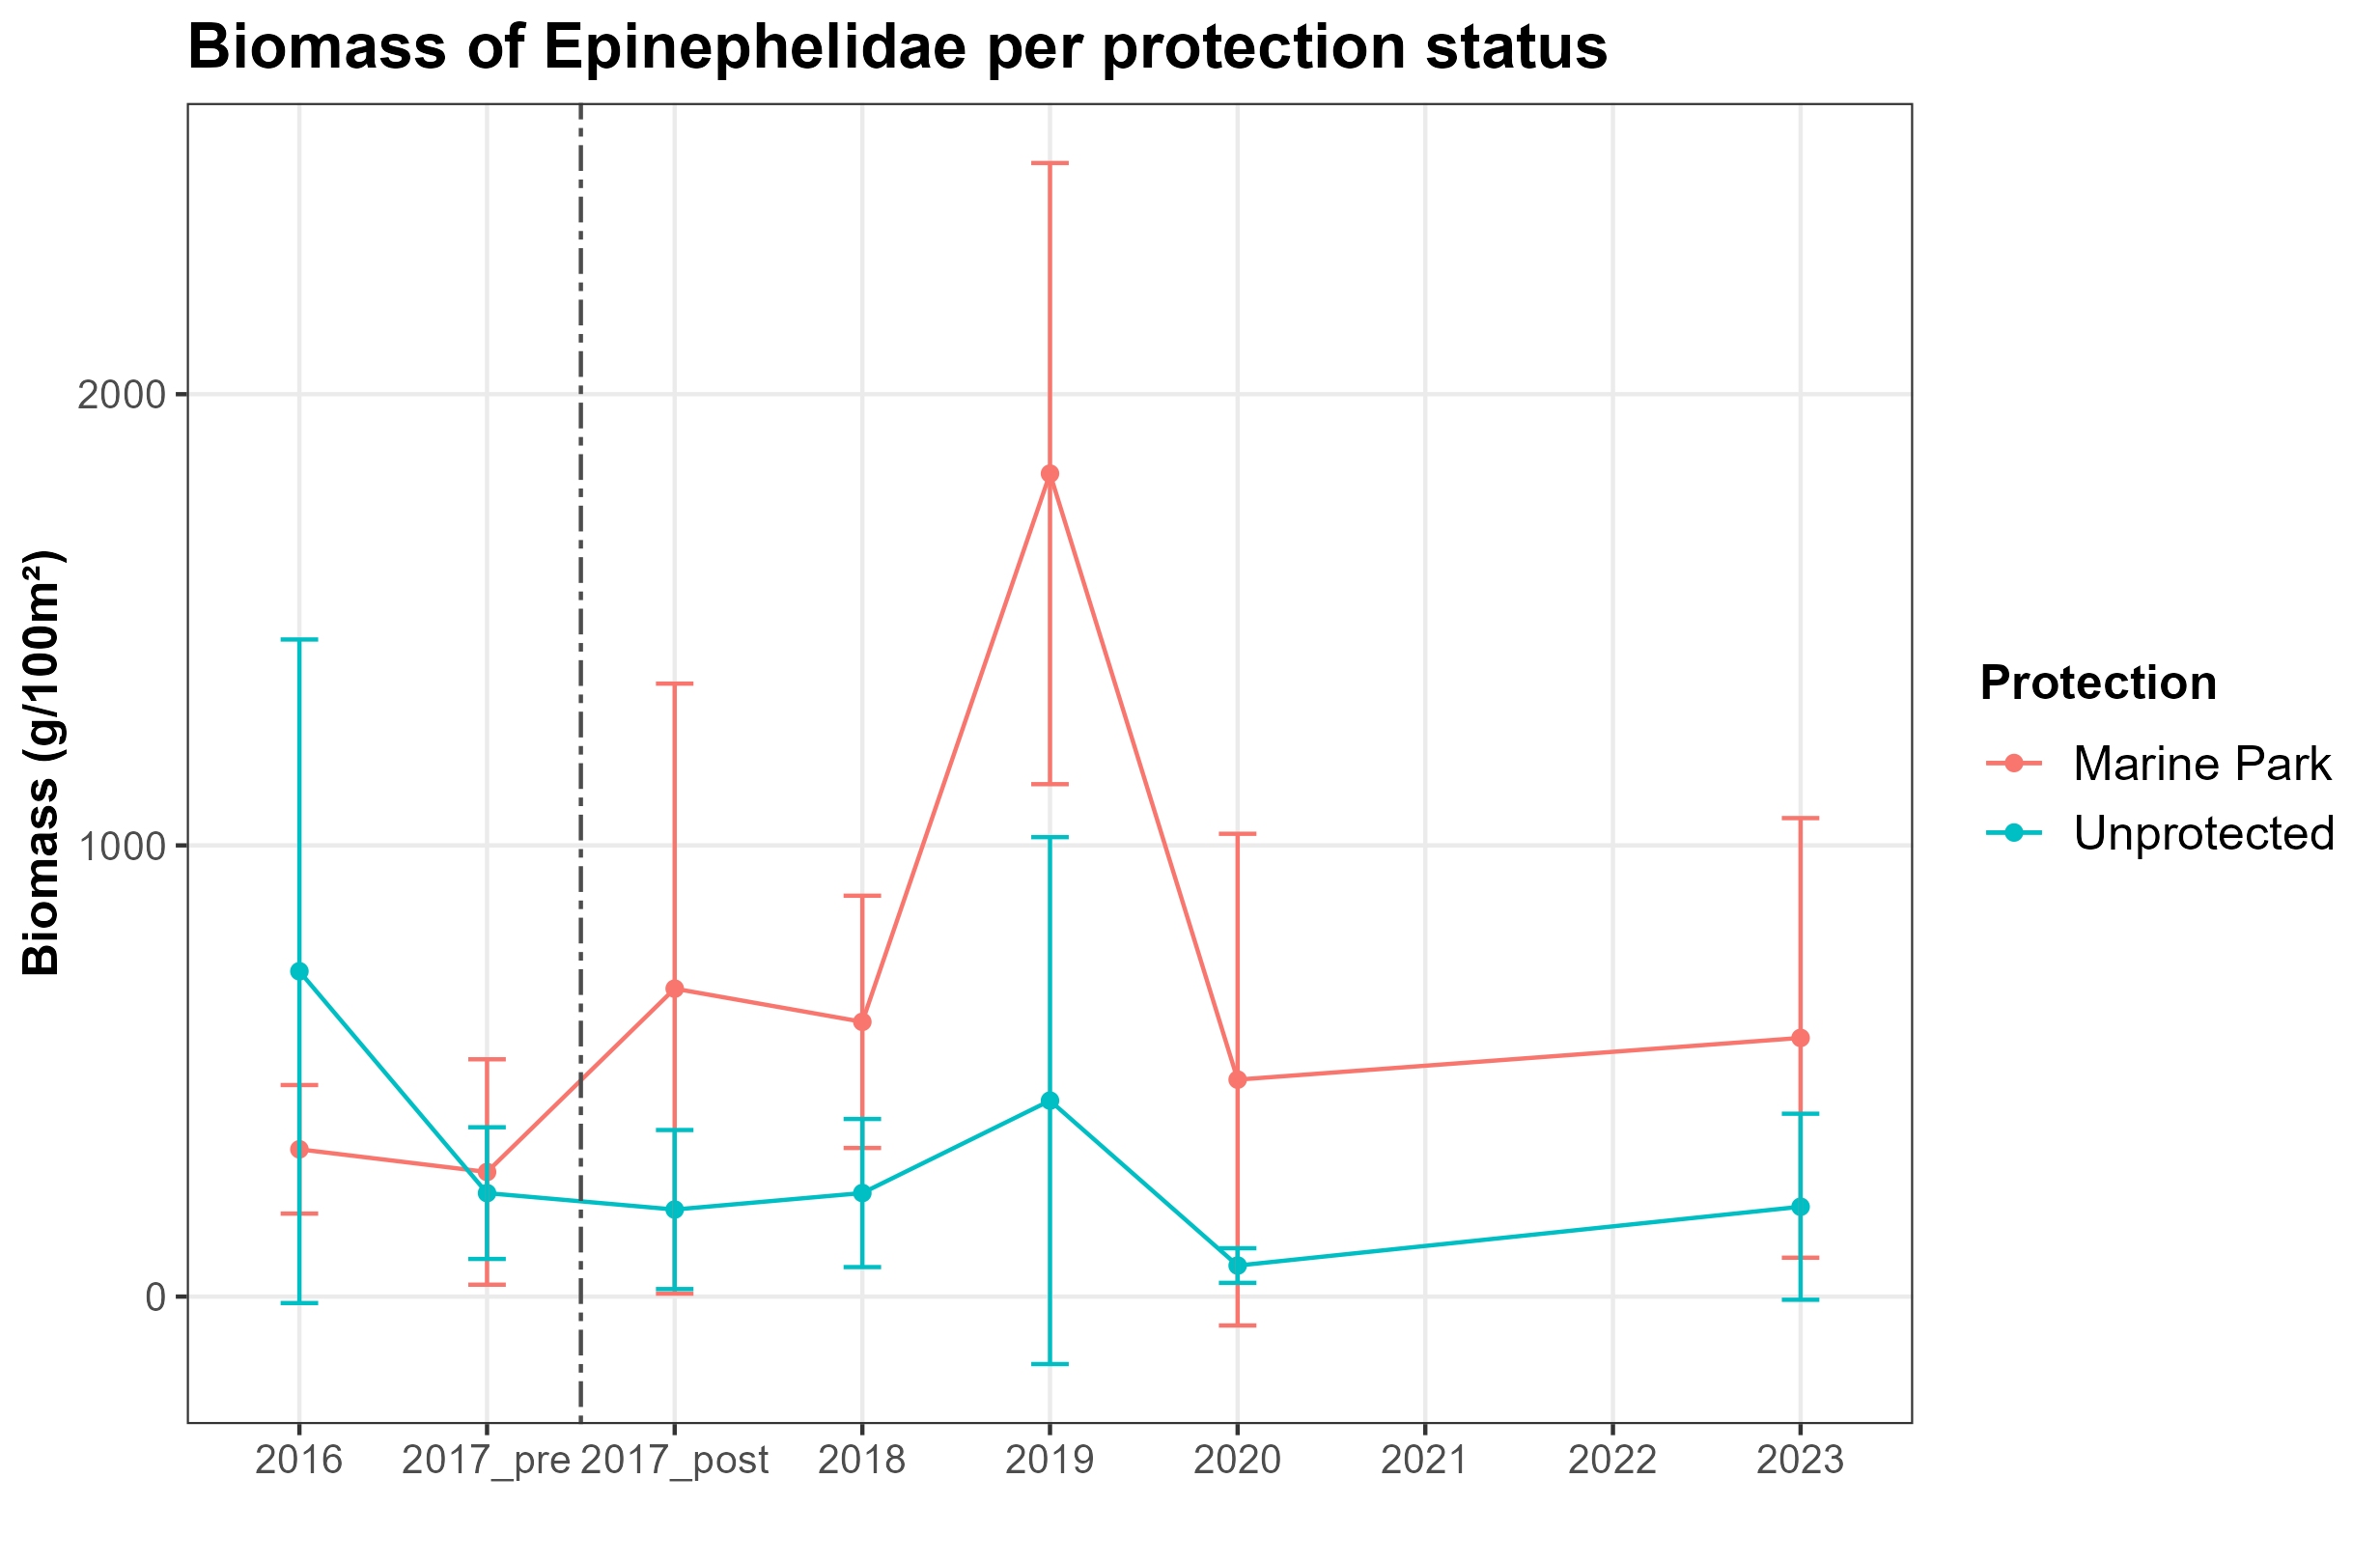 Biomass of Epinephelidae per protection status
Biomass (g/100m²)
2000
1000
0
2016
2017_pre
2017_post
2018
2019
2020
2021
2022
2023
Protection
Marine Park
Unprotected